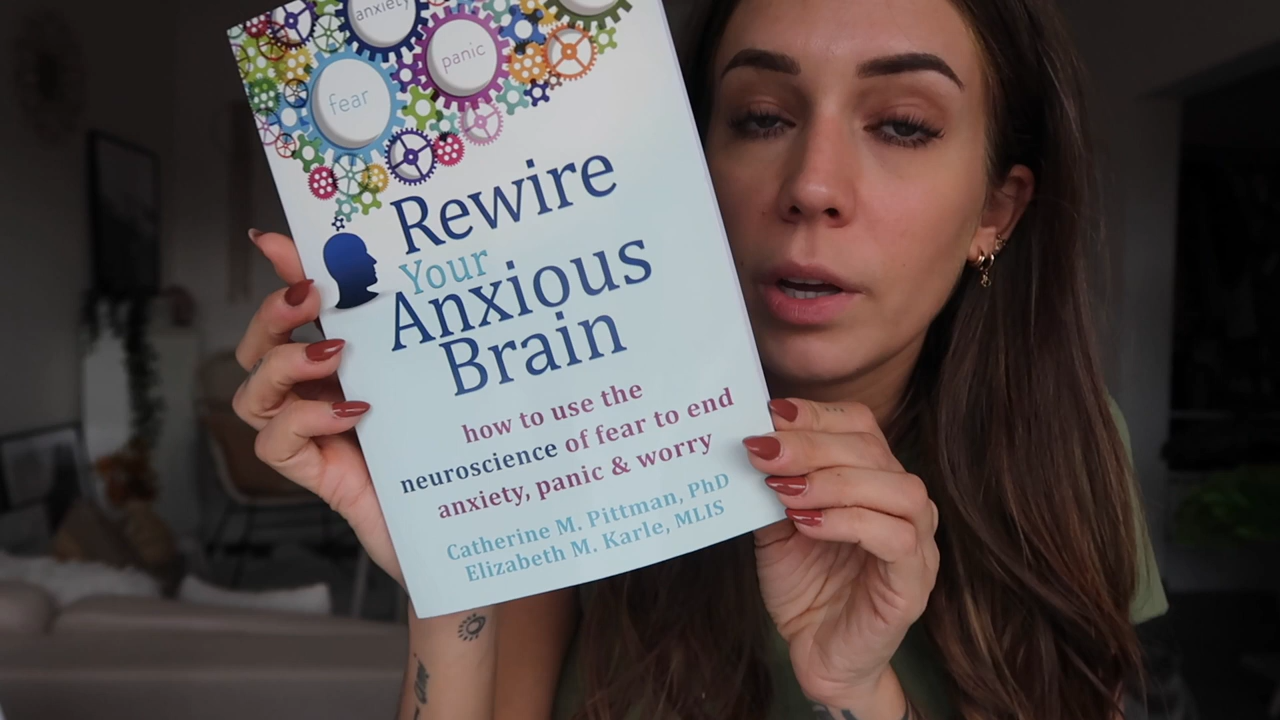 anxiety
panic
fear
Rewire
Your
Anxious
Brain
how to use the
neuroscience of fear to end
anxiety, panic & worry
Catherine M. Pittman, PhD
Elizabeth M. Karle, MLIS